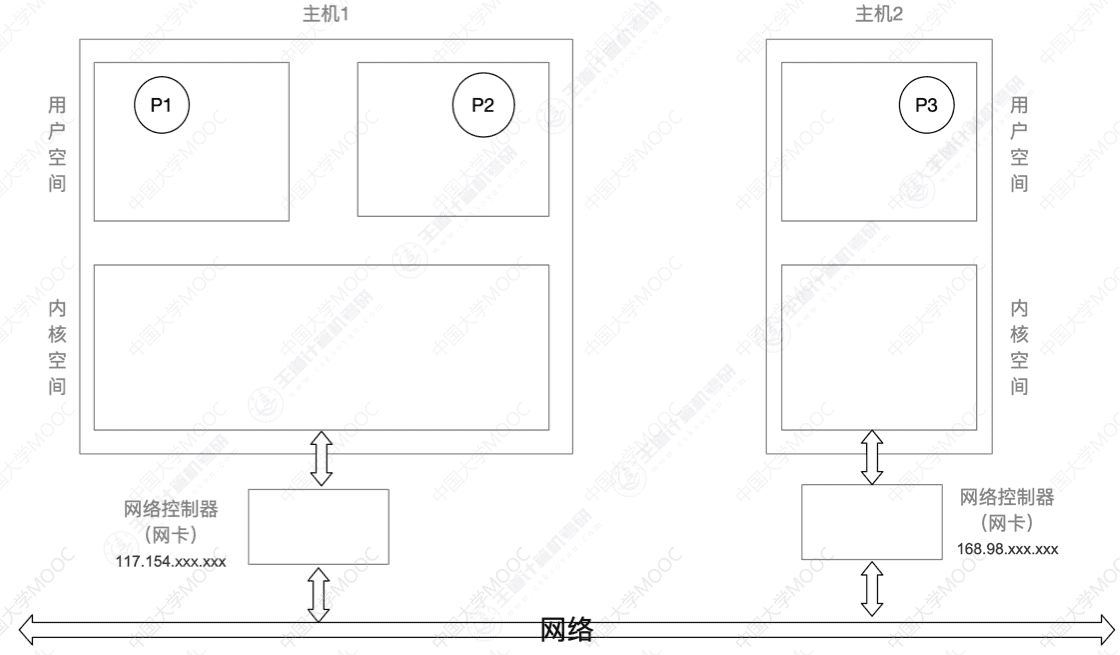 主机1
主机2
P1
P2
P3
用户空间
用户空间
内核空间
内核空间
网络控制器
（网卡）
117.154.xxx.xxx
网络控制器
（网卡）
168.98.xxx.xxx
网络
中国大学MOOC
王道计算机考研